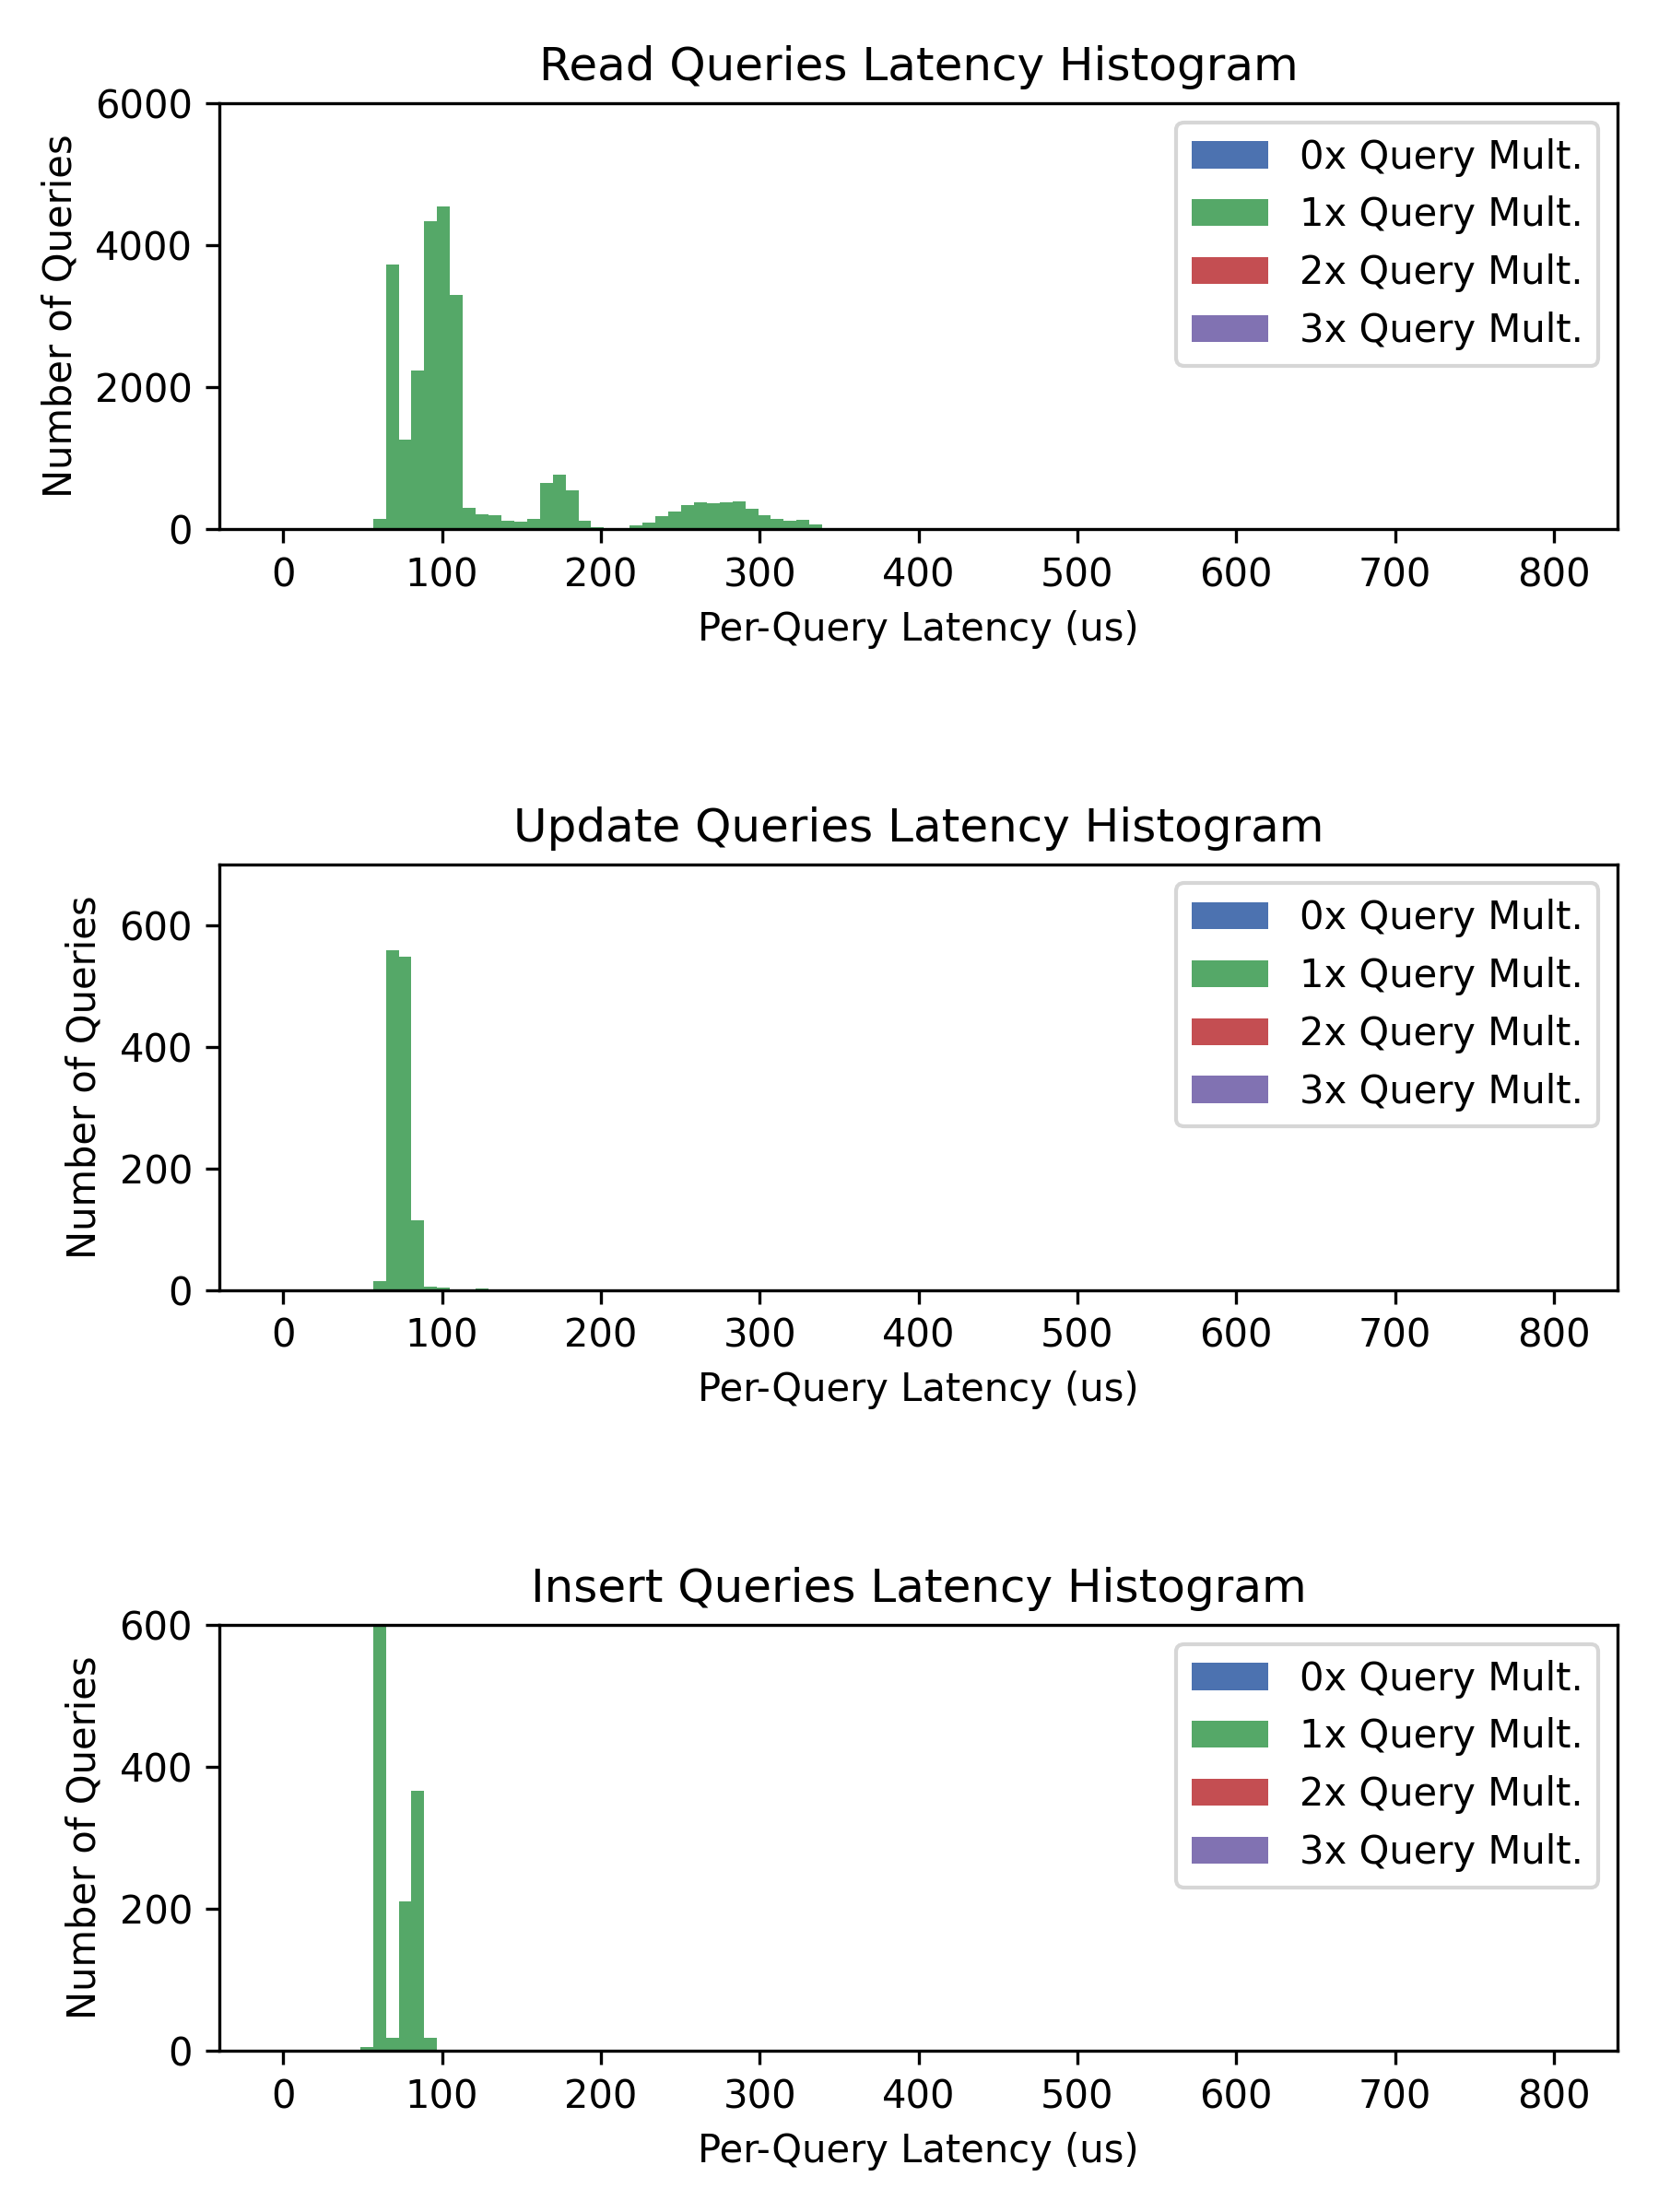 Read Queries Latency Histogram
6000
4000
2000
0
Number of Queries
0x Query Mult.
1x Query Mult.
2x Query Mult.
3x Query Mult.
0 100 200 300 400 500 600 700 800
Per-Query Latency (us)
Update Queries Latency Histogram
600
400
200
0
Number of Queries
0x Query Mult.
1x Query Mult.
2x Query Mult.
3x Query Mult.
0 100 200 300 400 500 600 700 800
Per-Query Latency (us)
Insert Queries Latency Histogram
600
400
200
0
Number of Queries
0x Query Mult.
1x Query Mult.
2x Query Mult.
3x Query Mult.
0 100 200 300 400 500 600 700 800
Per-Query Latency (us)